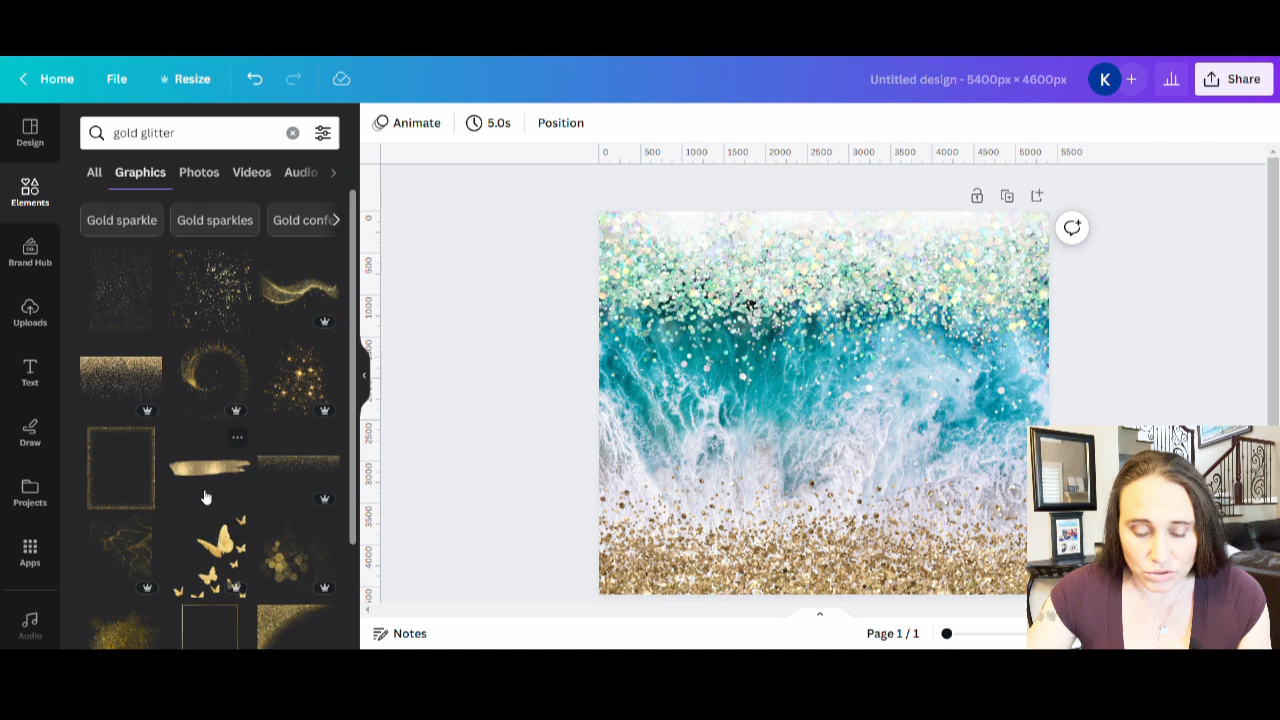 Home File Resize Untitled design - 5400px × 4600px K + Share
Design
gold glitter
Animate 5.0s Position
All Graphics Photos Videos Audio
0 500 1000 1500 2000 2500 3000 3500 4000 4500 5000 5500
Elements
Gold sparkle Gold sparkles Gold conf
0
500
1000
2000
2500
3000
3500
4000
Brand Hub
Uploads
Text
Draw
Projects
Apps
Audio
Notes Page 1 / 1